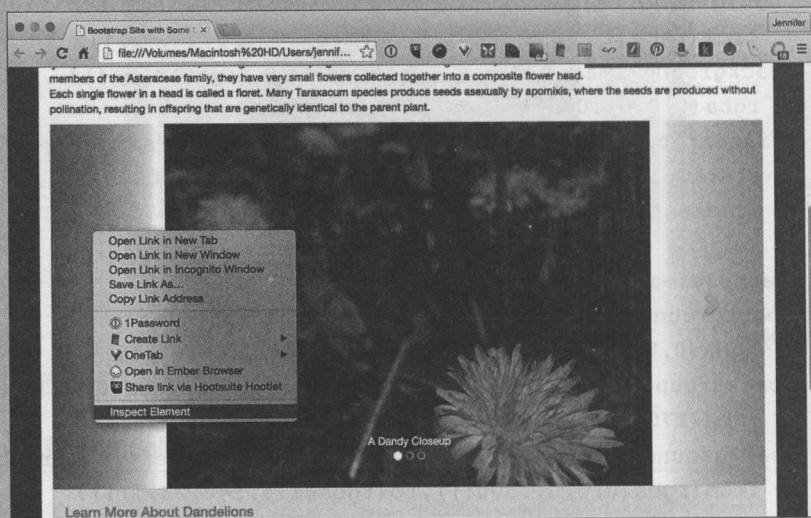 Bootstrap Site with Some
Jennifer
file:///Volumes/Macintosh%20HD/Users/jennif...
members of the Asteraceae family, they have very small flowers collected together into a composite flower head.
Each single flower in a head is called a floret. Many Taraxacum species produce seeds asexually by apomixis, where the seeds are produced without
pollination, resulting in offspring that are genetically identical to the parent plant.
Open Link in New Tab
Open Link in New Window
Open Link in Incognito Window
Save Link As...
Copy Link Address
1Password
Create Link
OneTab
Open in Ember Browser
Share link via Hootsuite Hootlet
Inspect Element
A Dandy Closeup
Learn More About Dandelions